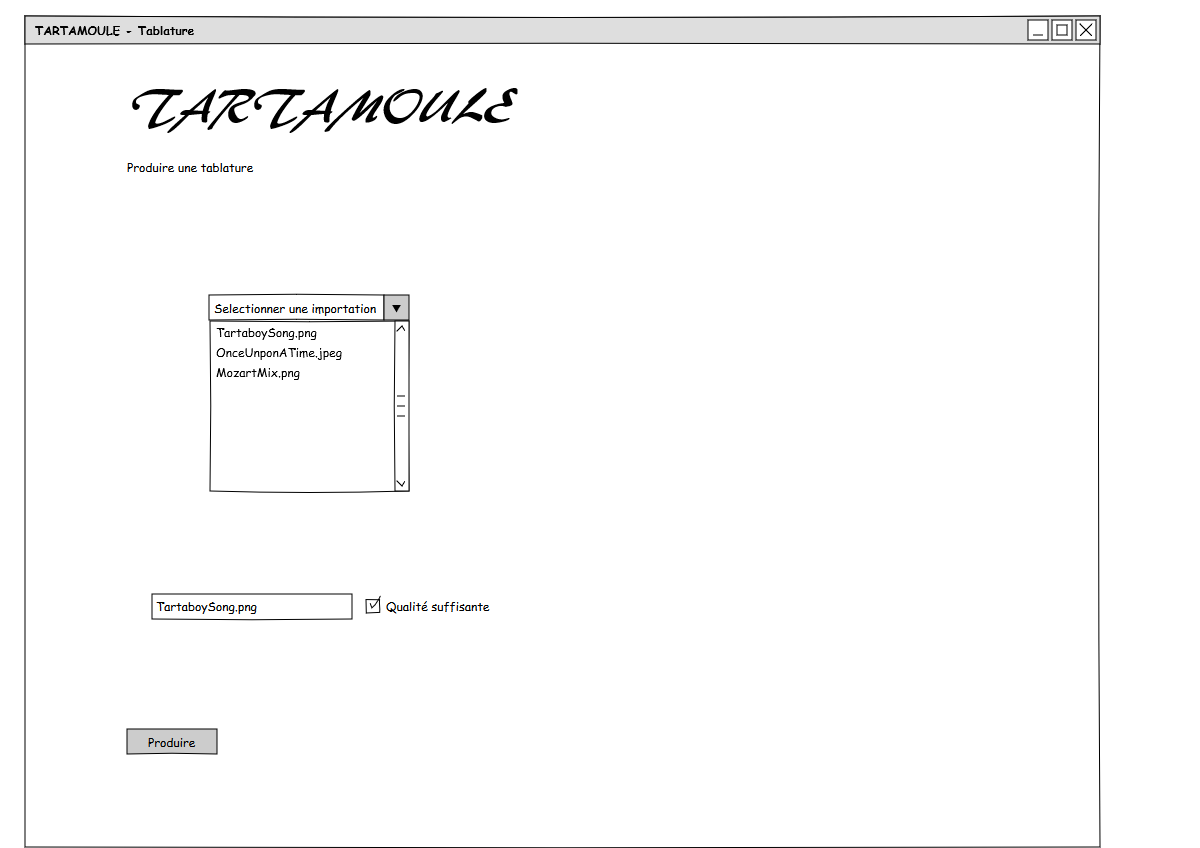 TARTAMOULE - Tablature
TARTAMOULE
Produire une tablature
Selectionner une importation
TartaboySong.png
OnceUnponATime.jpeg
MozartMix.png
TartaboySong.png
Qualité suffisante
Produire